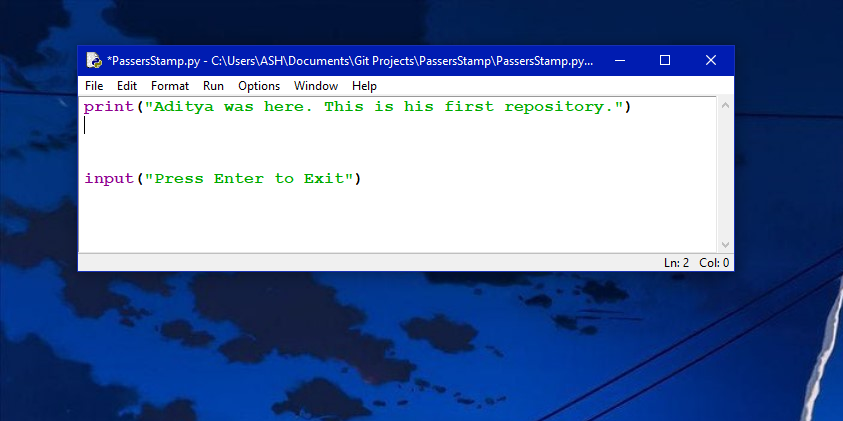 *PassersStamp.py - C:\Users\ASH\Documents\Git Projects\PassersStamp\PassersStamp.py...
File Edit Format Run Options Window Help
print("Aditya was here. This is his first repository.")
input("Press Enter to Exit")
Ln: 2 Col: 0